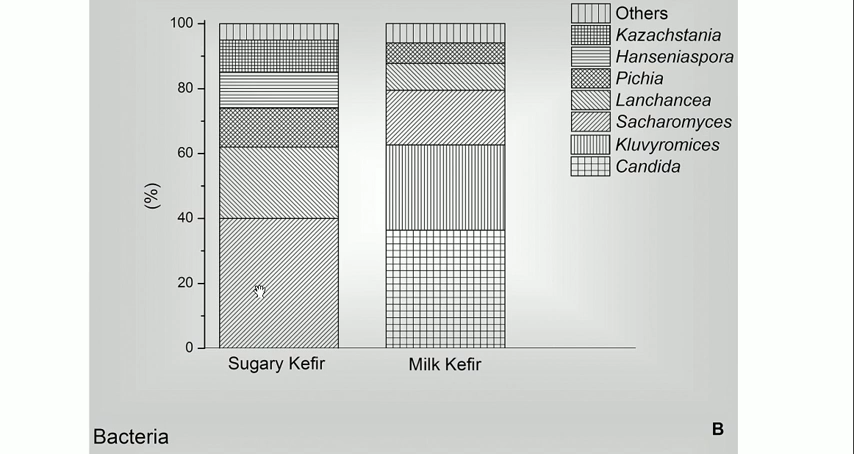 100
80
60
40
20
0
(%)
Sugary Kefir
Milk Kefir
Others
Kazachstania
Hanseniaspora
Pichia
Lanchancea
Sacharomyces
Kluvyromices
Candida
B
Bacteria